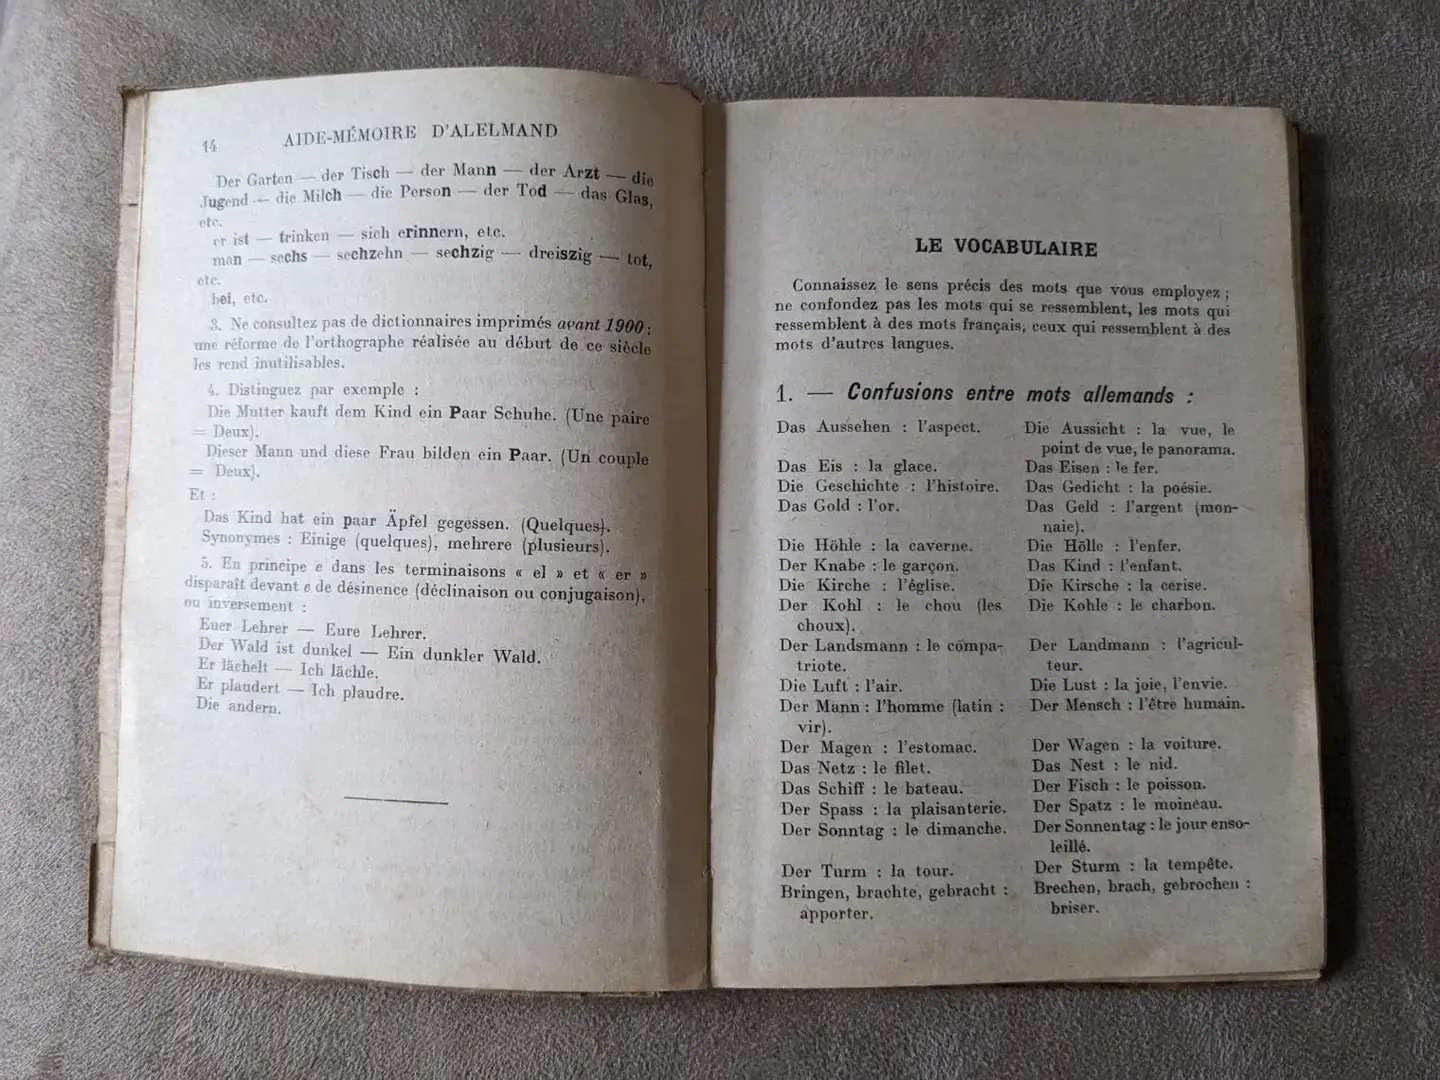 14 AIDE-MÉMOIRE D'ALELMAND
Der Garten — der Tisch — der Mann — der Arzt — die
Jugend — die Milch — die Person — der Tod — das Glas,
etc.
er ist — trinken — sich erinnern, etc.
man — sechs — sechzehn — sechzig — dreiszig — tot,
etc.
bei, etc.
3. Ne consultez pas de dictionnaires imprimés avant 1900 ;
une réforme de l'orthographe réalisée au début de ce siècle
les rend inutilisables.
4. Distinguez par exemple :
Die Mutter kauft dem Kind ein Paar Schuhe. (Une paire
= Deux).
Dieser Mann und diese Frau bilden ein Paar. (Un couple
= Deux).
Et :
Das Kind hat ein paar Äpfel gegessen. (Quelques).
Synonymes : Einige (quelques), mehrere (plusieurs).
5. En principe e dans les terminaisons « el » et « er »
disparaît devant e de désinence (déclinaison ou conjugaison),
ou inversement :
Euer Lehrer — Eure Lehrer.
Der Wald ist dunkel — Ein dunkler Wald.
Er lächelt — Ich lächle.
Er plaudert — Ich plaudre.
Die andern.
LE VOCABULAIRE
Connaissez le sens précis des mots que vous employez ;
ne confondez pas les mots qui se ressemblent, les mots qui
ressemblent à des mots français, ceux qui ressemblent à des
mots d'autres langues.
1. — Confusions entre mots allemands :
Das Aussehen : l'aspect.
Das Eis : la glace.
Die Geschichte : l'histoire.
Das Gold : l'or.
Die Höhle : la caverne.
Der Knabe : le garçon.
Die Kirche : l'église.
Der Kohl : le chou (les
choux).
Der Landsmann : le compa-
triote.
Die Luft : l'air.
Der Mann : l'homme (latin :
vir).
Der Magen : l'estomac.
Das Netz : le filet.
Das Schiff : le bateau.
Der Spass : la plaisanterie.
Der Sonntag : le dimanche.
Der Turm : la tour.
Bringen, brachte, gebracht :
apporter.
Die Aussicht : la vue, le
point de vue, le panorama.
Das Eisen : le fer.
Das Gedicht : la poésie.
Das Geld : l'argent (mon-
naie).
Die Hölle : l'enfer.
Das Kind : l'enfant.
Die Kirsche : la cerise.
Die Kohle : le charbon.
Der Landmann : l'agricul-
teur.
Die Lust : la joie, l'envie.
Der Mensch : l'être humain.
Der Wagen : la voiture.
Das Nest : le nid.
Der Fisch : le poisson.
Der Spatz : le moineau.
Der Sonnentag : le jour enso-
leillé.
Der Sturm : la tempête.
Brechen, brach, gebrochen :
briser.